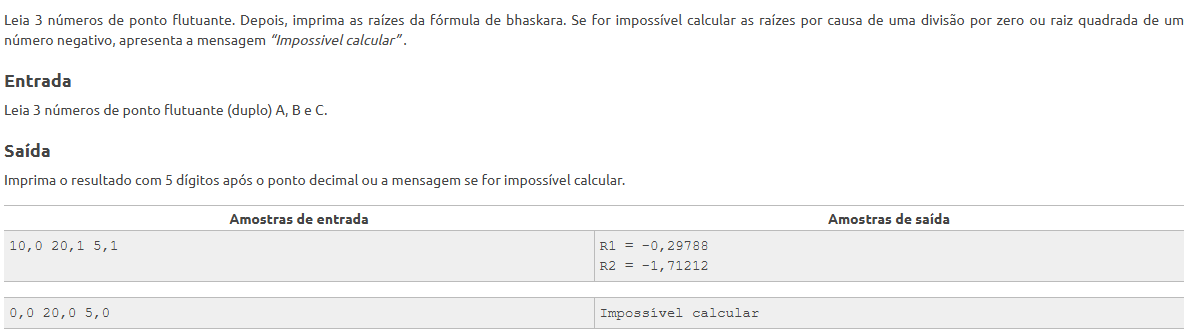 Leia 3 números de ponto flutuante. Depois, imprima as raízes da fórmula de bhaskara. Se for impossível calcular as raízes por causa de uma divisão por zero ou raiz quadrada de um
número negativo, apresenta a mensagem “Impossivel calcular” .
Entrada
Leia 3 números de ponto flutuante (duplo) A, B e C.
Saída
Imprima o resultado com 5 dígitos após o ponto decimal ou a mensagem se for impossível calcular.
Amostras de entrada Amostras de saída
10,0 20,1 5,1 R1 = -0,29788
R2 = -1,71212
0,0 20,0 5,0 Impossível calcular